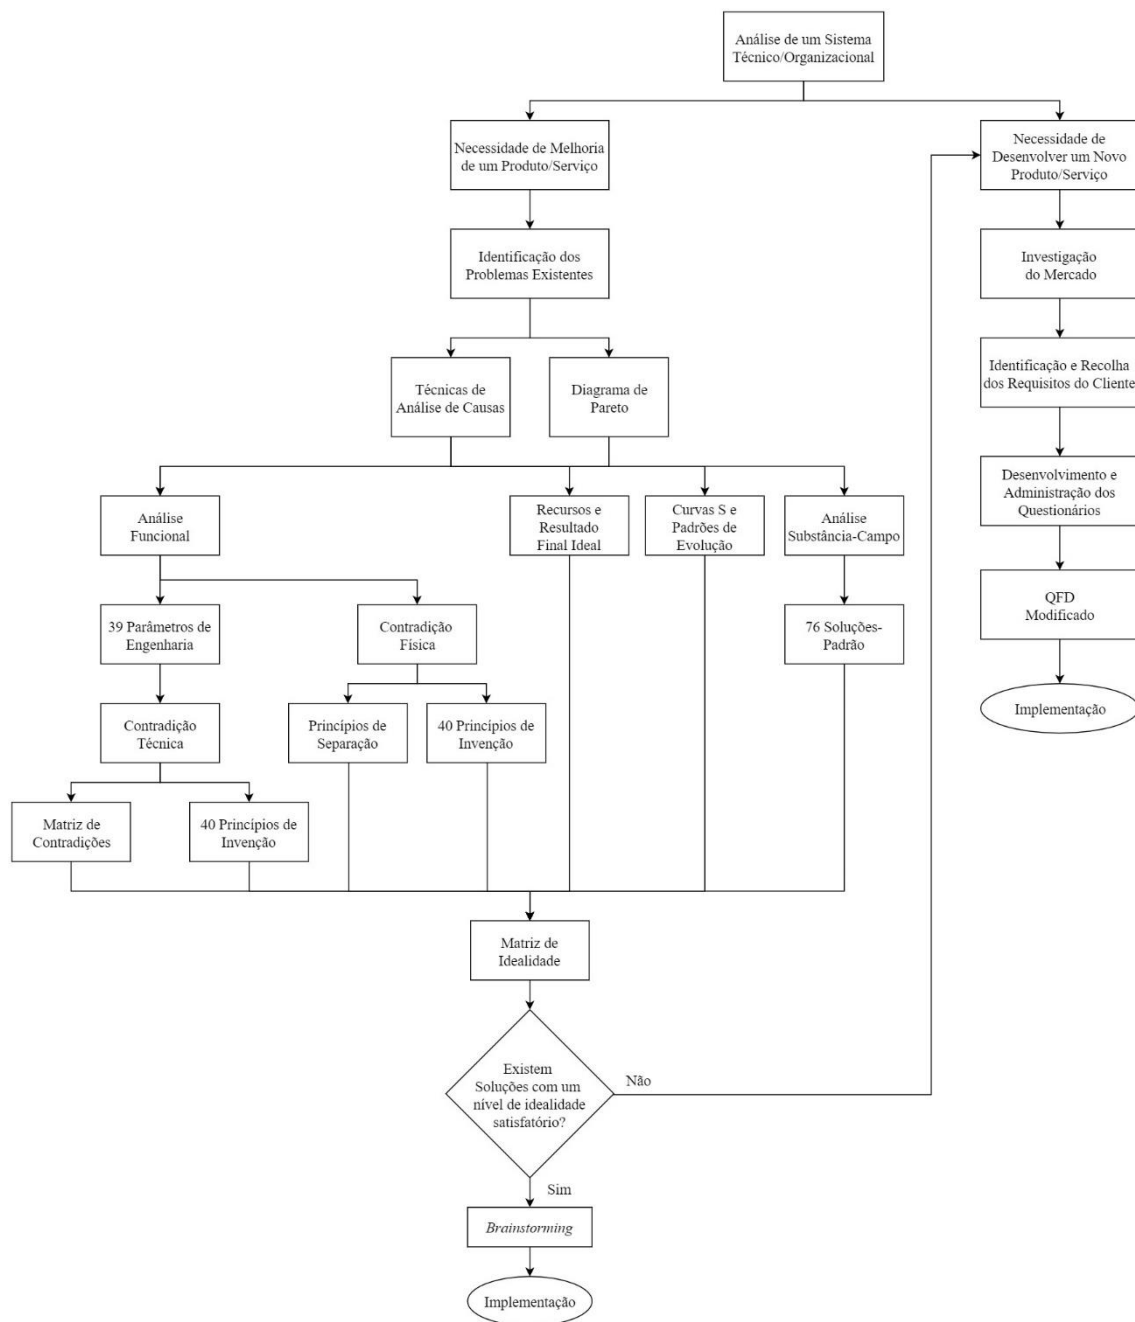 Análise de um Sistema
Técnico/Organizacional
Necessidade de Melhoria
de um Produto/Serviço
Necessidade de
Desenvolver um Novo
Produto/Serviço
Identificação dos
Problemas Existentes
Investigação
do Mercado
Técnicas de
Análise de Causas
Diagrama de
Pareto
Identificação e Recolha
dos Requisitos do Cliente
Análise
Funcional
Recursos e
Resultado
Final Ideal
Curvas S e
Padrões de
Evolução
Análise
Substância-Campo
Desenvolvimento e
Administração dos
Questionários
39 Parâmetros de
Engenharia
Contradição
Física
76 Soluções-
Padrão
QFD
Modificado
Contradição
Técnica
Princípios de
Separação
40 Princípios de
Invenção
Implementação
Matriz de
Contradições
40 Princípios de
Invenção
Matriz de
Idealidade
Existem
Soluções com um
nível de idealidade
satisfatório?
Não
Sim
Brainstorming
Implementação